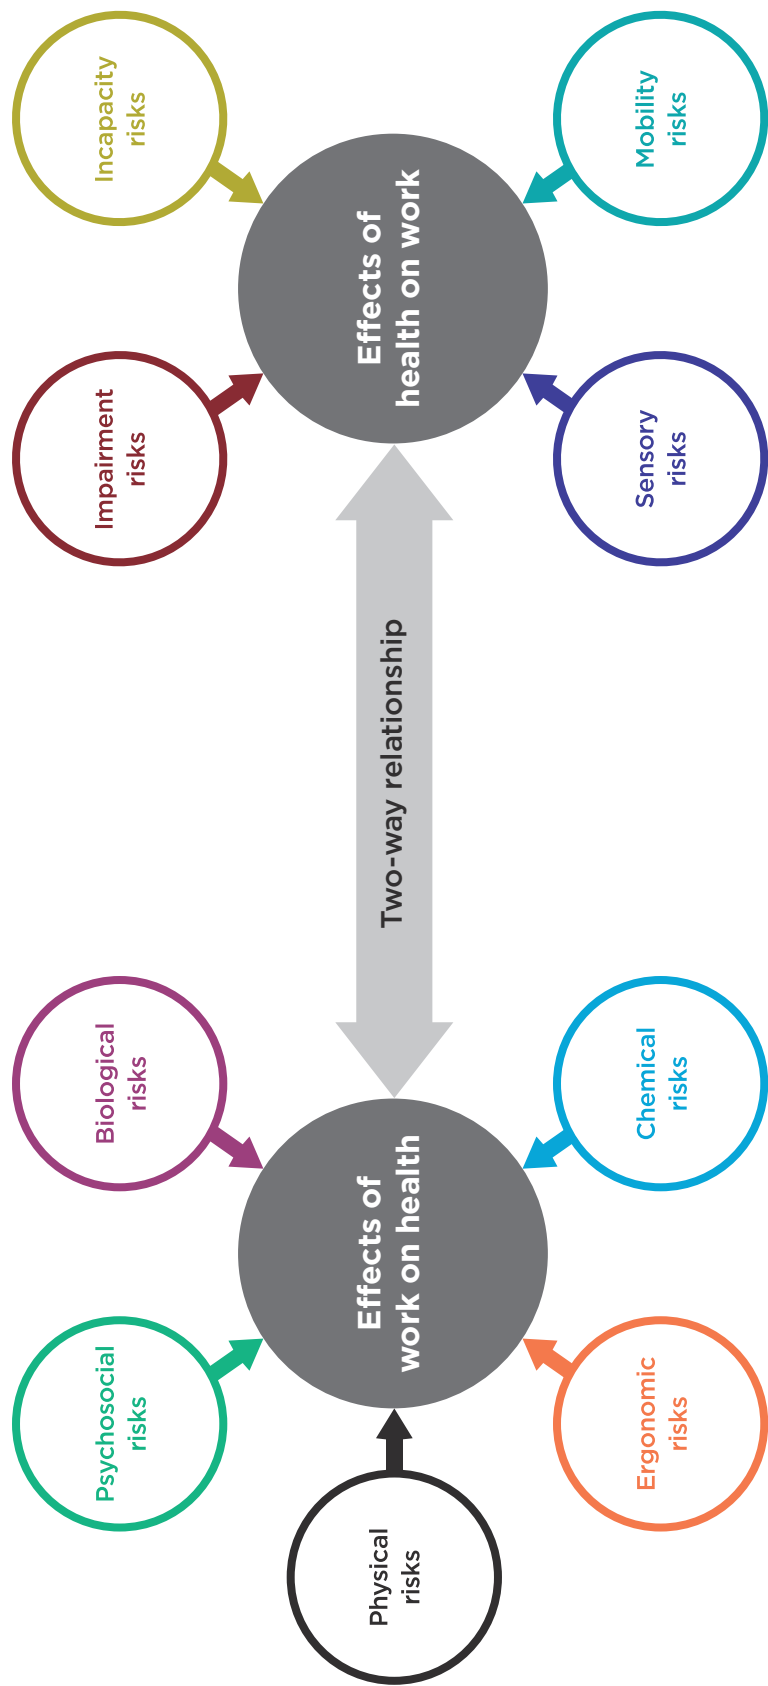 Psychosocial
risks
Biological
risks
Impairment
risks
Incapacity
risks
Physical
risks
Effects of
work on health
Two-way relationship
Effects of
health on work
Ergonomic
risks
Chemical
risks
Sensory
risks
Mobility
risks